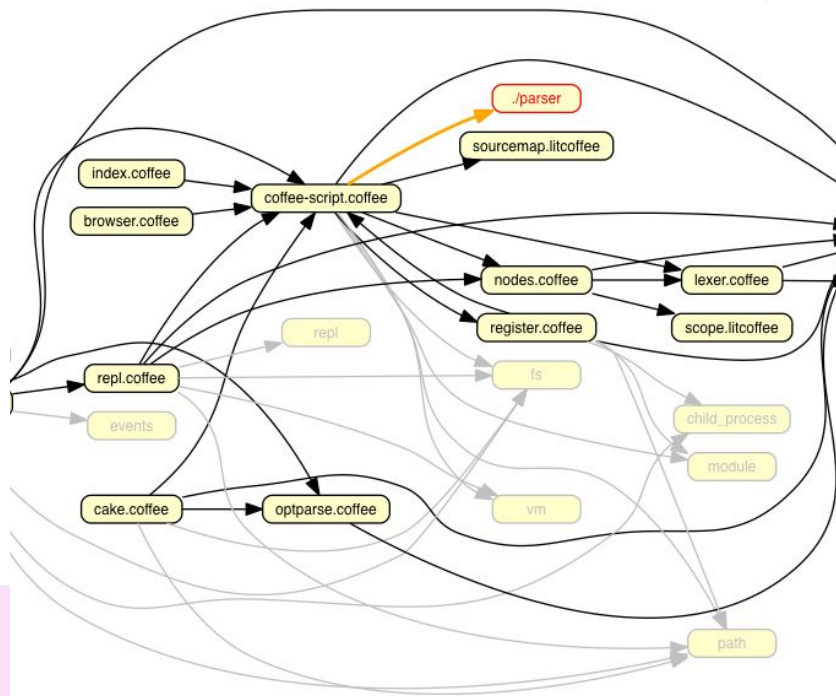 ./parser
sourcemap.litcoffee
index.coffee
coffee-script.coffee
browser.coffee
nodes.coffee
lexer.coffee
register.coffee
scope.litcoffee
repl
repl.coffee
fs
events
child_process
module
cake.coffee
optparse.coffee
vm
path